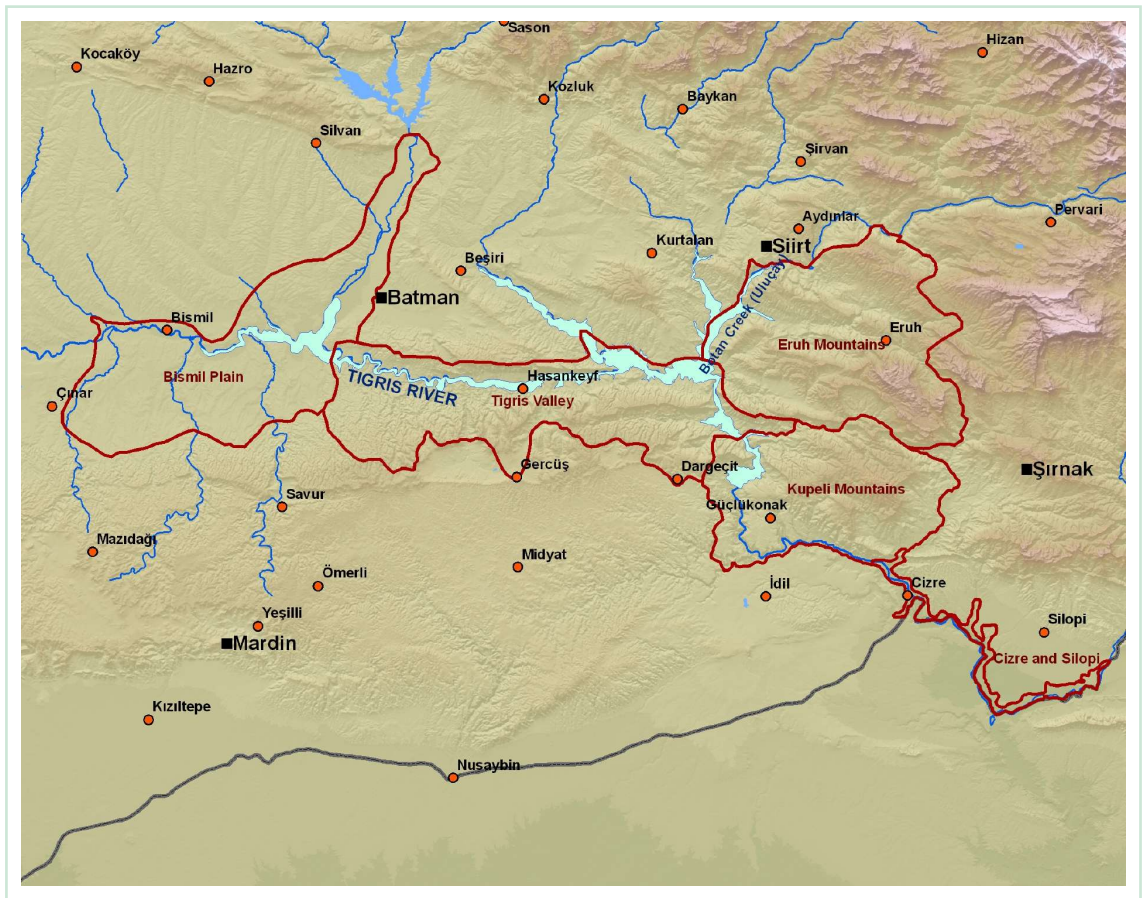 Sason
Kocaköy
Hizan
Hazro
Kozluk
Baykan
Silvan
Şirvan
Pervari
Aydınlar
Siirt
Kurtalan
Beşiri
Batman
Botan Creek (Uluçay)
Bismil
Eruh
Eruh Mountains
Bismil Plain
Hasankeyf
TIGRIS RIVER
Tigris Valley
Çınar
Gercüş
Dargeçit
Şırnak
Kupeli Mountains
Savur
Güçlükonak
Mazıdağı
Midyat
Ömerli
İdil
Cizre
Yeşilli
Silopi
Mardin
Cizre and Silopi
Kızıltepe
Nusaybin